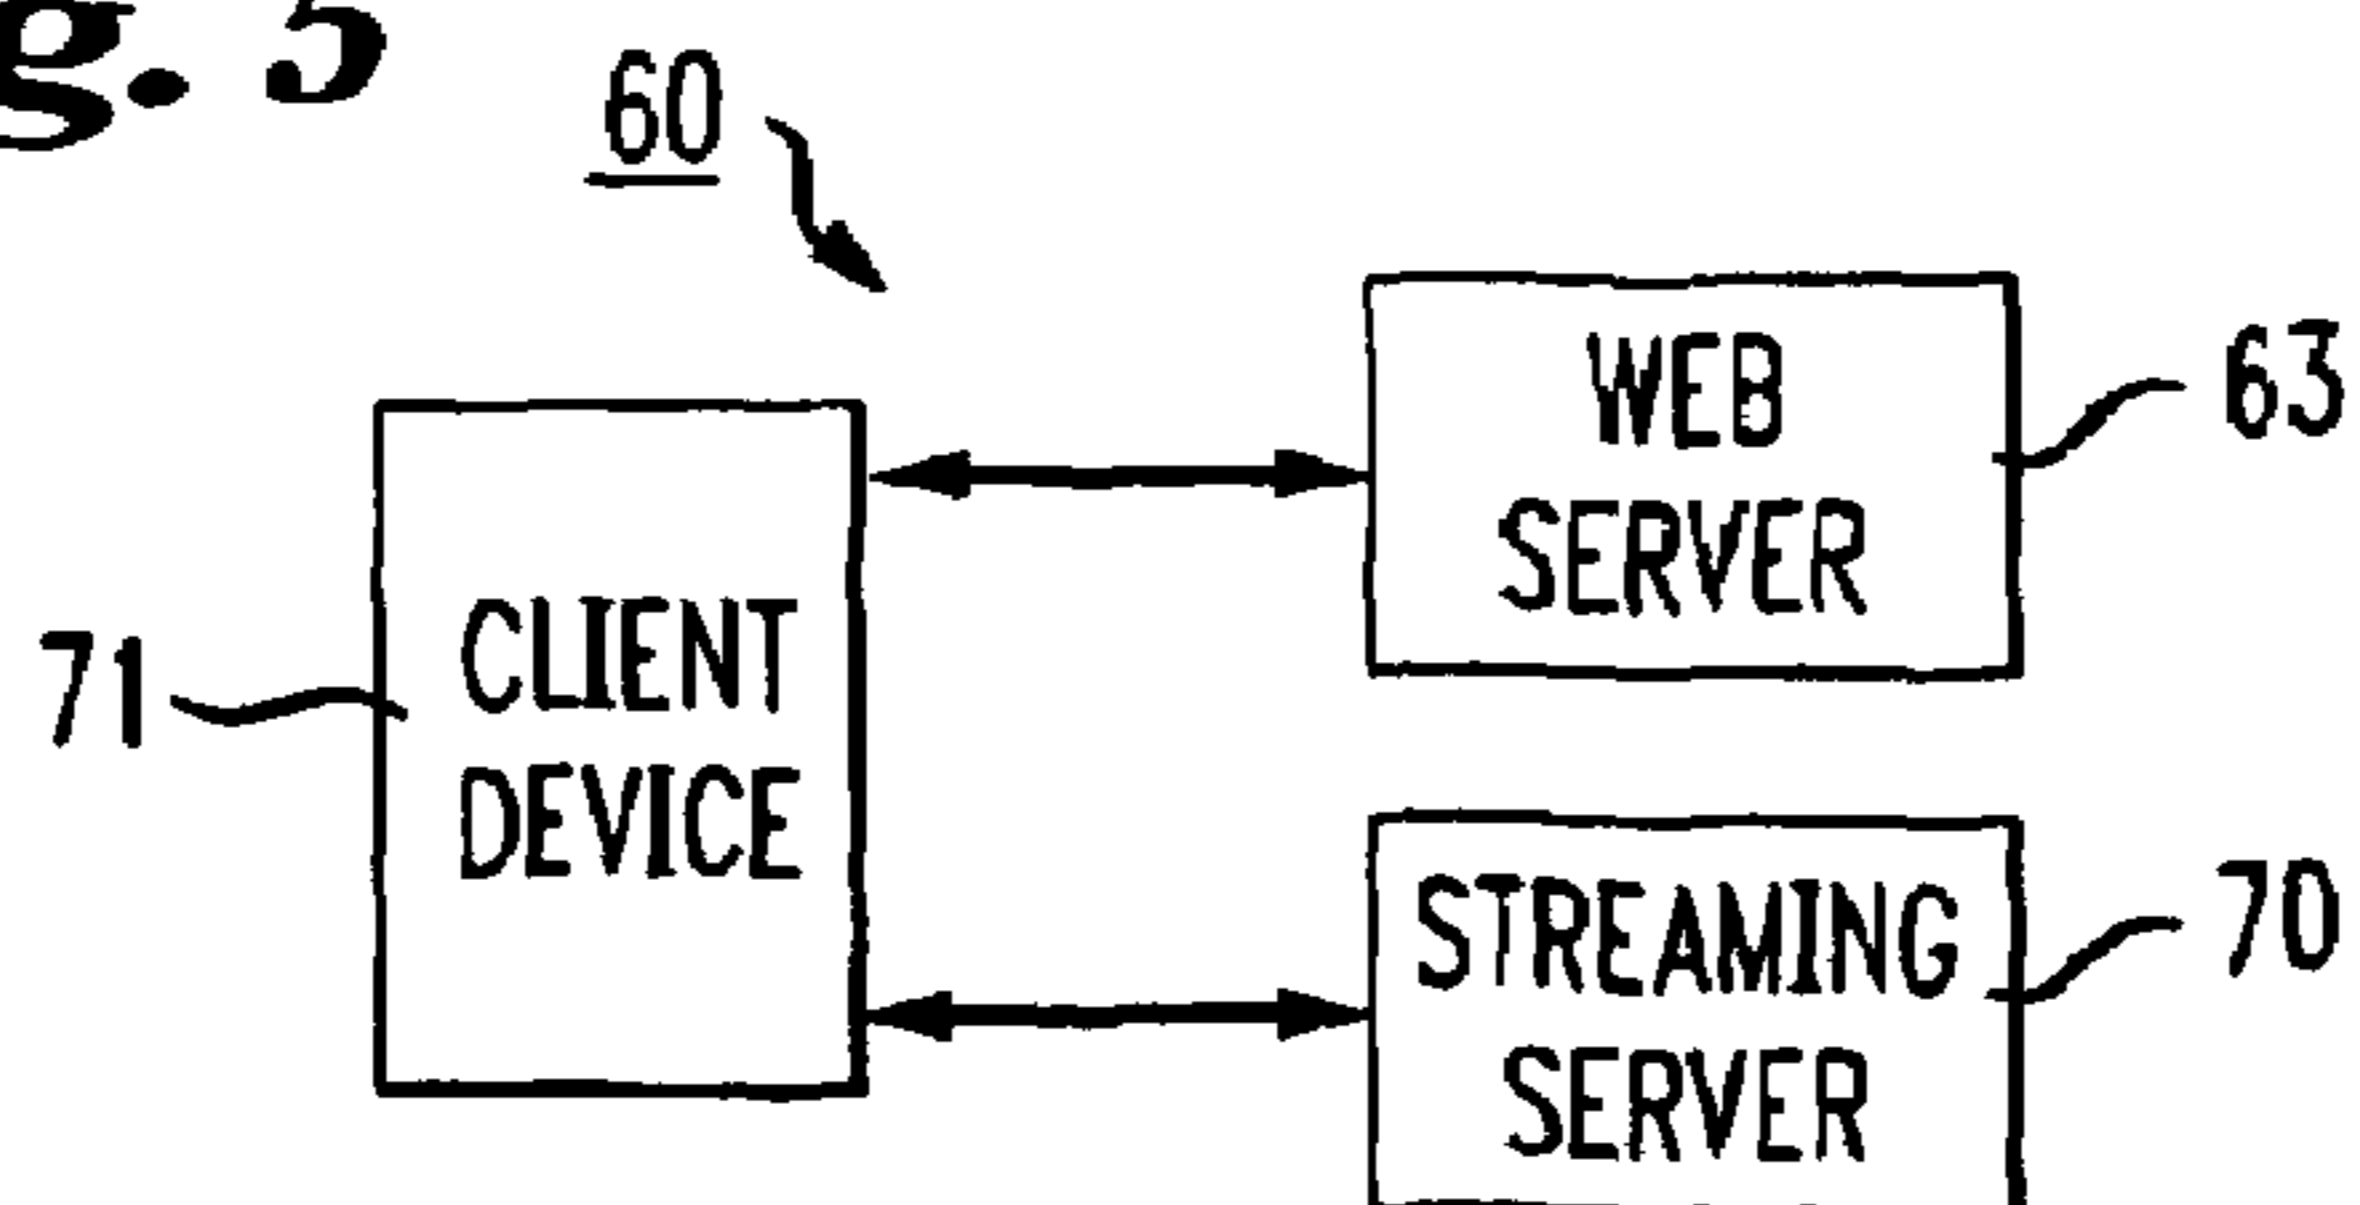 g. 5
60
WEB
SERVER
63
CLIENT
DEVICE
71
STREAMING
SERVER
70